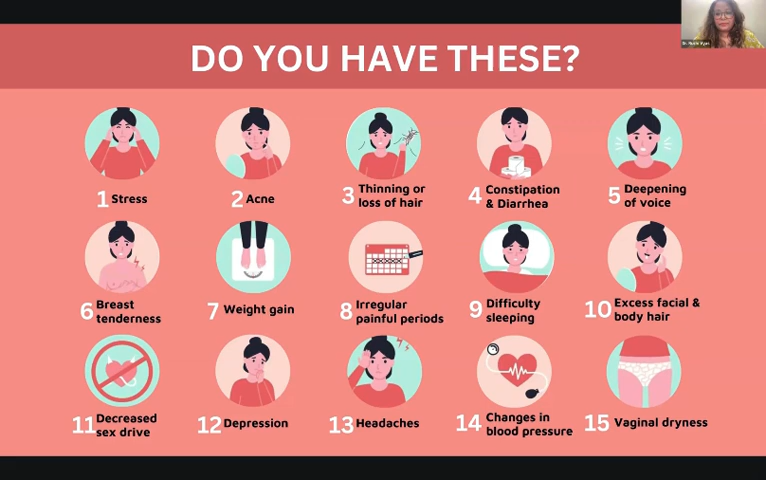 DO YOU HAVE THESE?
1 Stress
2 Acne
3 Thinning or
loss of hair
4 Constipation
& Diarrhea
5 Deepening
of voice
6 Breast
tenderness
7 Weight gain
8 Irregular
painful periods
9 Difficulty
sleeping
10 Excess facial &
body hair
11 Decreased
sex drive
12 Depression
13 Headaches
14 Changes in
blood pressure
15 Vaginal dryness